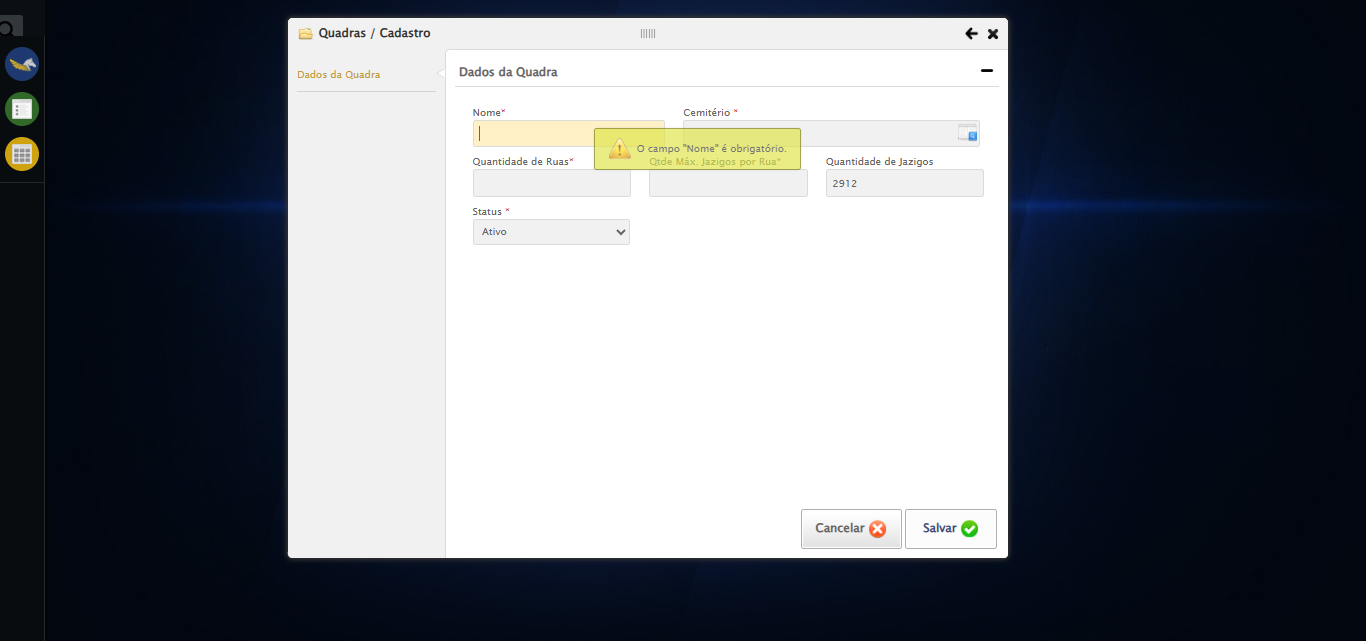 Quadras / Cadastro
Dados da Quadra
Dados da Quadra
Nome*
Cemitério *
O campo "Nome" é obrigatório.
Quantidade de Ruas*
Qtde Máx. Jazigos por Rua*
Quantidade de Jazigos
2912
Status *
Ativo
Cancelar
Salvar